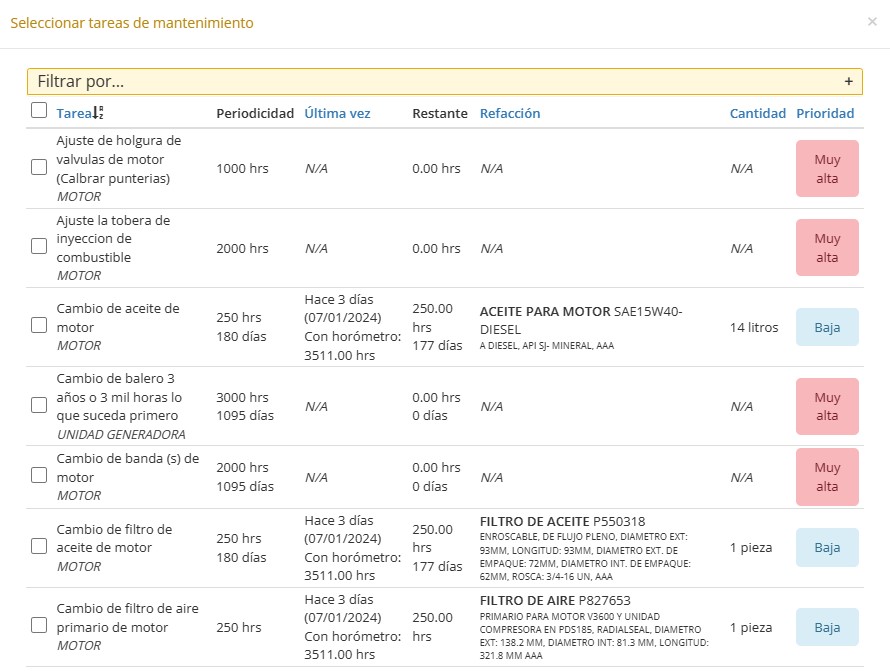 Seleccionar tareas de mantenimiento
×
Filtrar por...
+
Tarea Periodicidad Última vez Restante Refacción Cantidad Prioridad
Ajuste de holgura de
valvulas de motor
(Calbrar punterias)
MOTOR
1000 hrs
N/A
0.00 hrs
N/A
N/A
Muy
alta
Ajuste la tobera de
inyeccion de
combustible
MOTOR
2000 hrs
N/A
0.00 hrs
N/A
N/A
Muy
alta
Cambio de aceite de
motor
MOTOR
250 hrs
180 días
Hace 3 días
(07/01/2024)
Con horómetro:
3511.00 hrs
250.00
hrs
177 días
ACEITE PARA MOTOR SAE15W40-
DIESEL
A DIESEL, API SJ- MINERAL, AAA
14 litros
Baja
Cambio de balero 3
años o 3 mil horas lo
que suceda primero
UNIDAD GENERADORA
3000 hrs
1095 días
N/A
0.00 hrs
0 días
N/A
N/A
Muy
alta
Cambio de banda (s) de
motor
MOTOR
2000 hrs
1095 días
N/A
0.00 hrs
0 días
N/A
N/A
Muy
alta
Cambio de filtro de
aceite de motor
MOTOR
250 hrs
180 días
Hace 3 días
(07/01/2024)
Con horómetro:
3511.00 hrs
250.00
hrs
177 días
FILTRO DE ACEITE P550318
ENROSCABLE, DE FLUJO PLENO, DIAMETRO EXT:
93MM, LONGITUD: 93MM, DIAMETRO EXT. DE
EMPAQUE: 72MM, DIAMETRO INT. DE EMPAQUE:
62MM, ROSCA: 3/4-16 UN, AAA
1 pieza
Baja
Cambio de filtro de aire
primario de motor
MOTOR
250 hrs
Hace 3 días
(07/01/2024)
Con horómetro:
3511.00 hrs
250.00
hrs
FILTRO DE AIRE P827653
PRIMARIO PARA MOTOR V3600 Y UNIDAD
COMPRESORA EN PDS185, RADIALSEAL, DIAMETRO
EXT: 138.2 MM, DIAMETRO INT: 81.3 MM, LONGITUD:
321.8 MM AAA
1 pieza
Baja